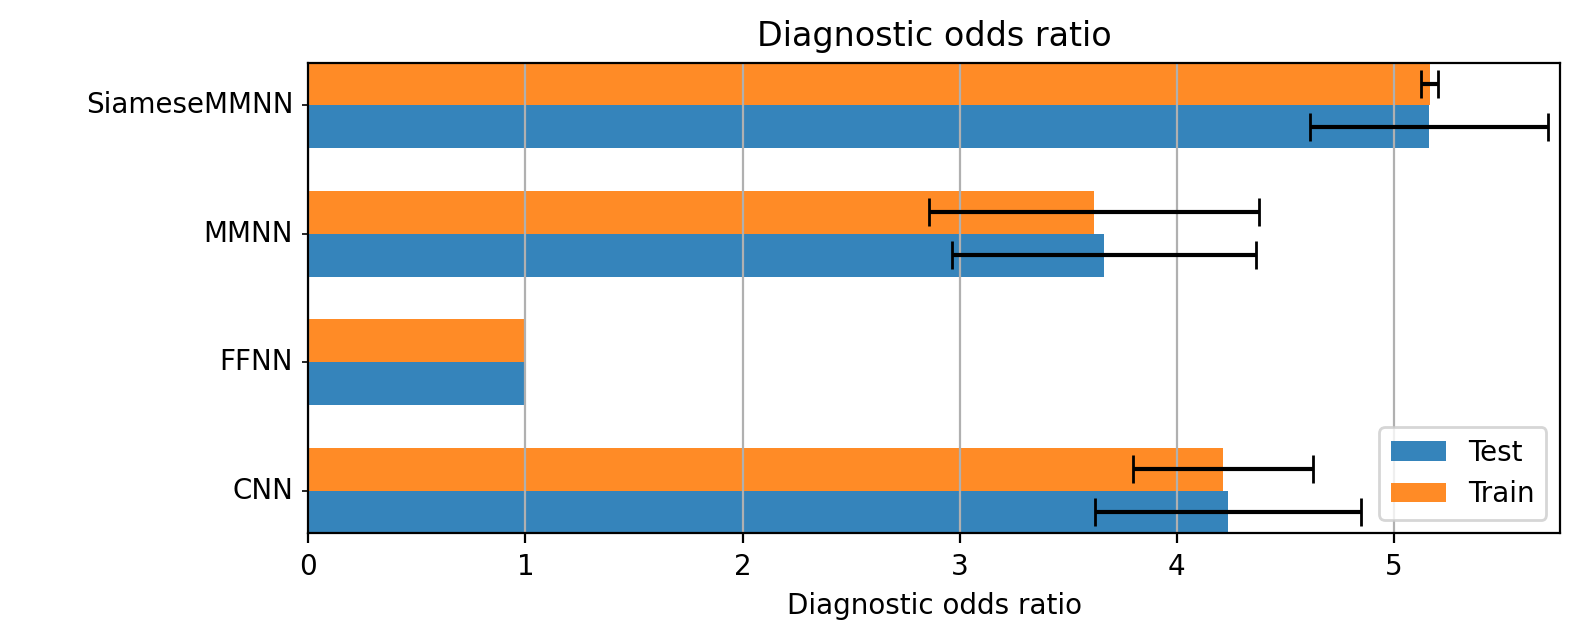 Diagnostic odds ratio
SiameseMMNN
MMNN
FFNN
CNN
Test
Train
0 1 2 3 4 5
Diagnostic odds ratio